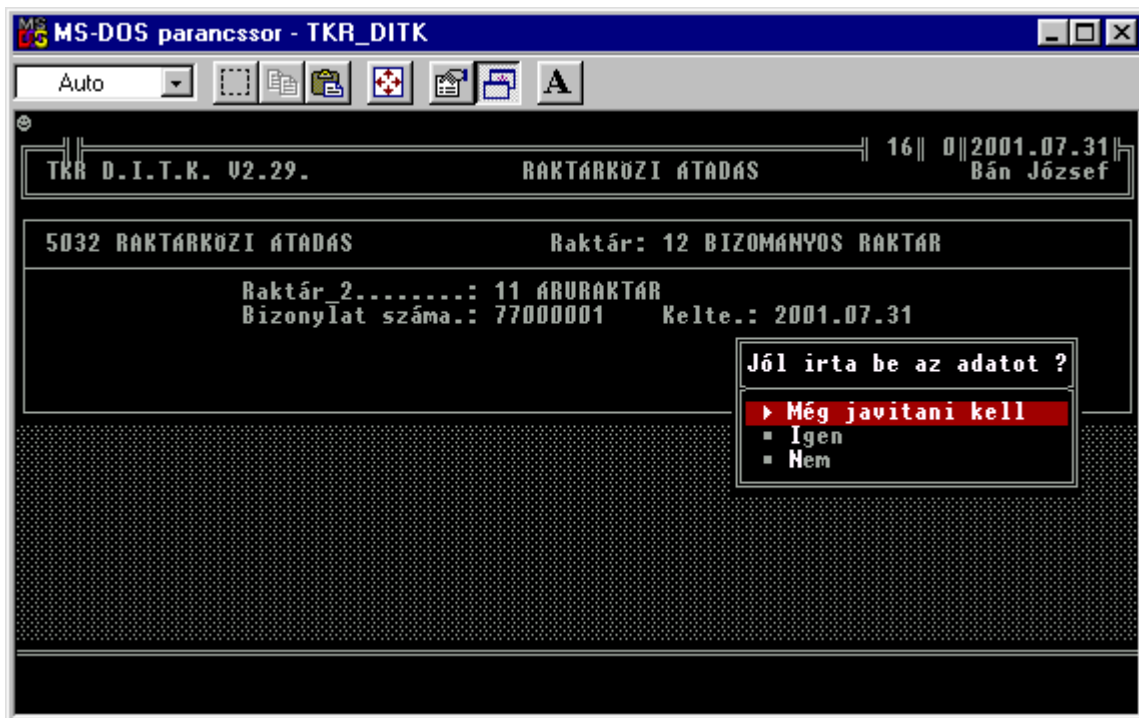 MS-DOS parancssor - TKR_DITK
Auto
A
16 0 2001.07.31
TKR D.I.T.K. V2.29. RAKTÁRKÖZI ÁTADÁS Bán József
5032 RAKTÁRKÖZI ÁTADÁS Raktár: 12 BIZOMÁNYOS RAKTÁR
Raktár_2........: 11 ÁRURAKTÁR
Bizonylat száma.: 77000001 Kelte.: 2001.07.31
Jól irta be az adatot ?
Még javitani kell
Igen
Nem